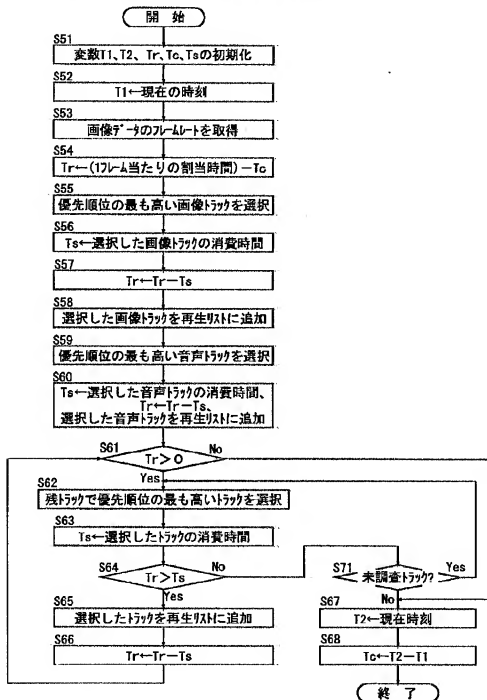 開 始
S51
変数T1、T2、Tr、Tc、Tsの初期化
S52
T1←現在の時刻
S53
画像ﾃﾞｰﾀのﾌﾚｰﾑﾚｰﾄを取得
S54
Tr←(1ﾌﾚｰﾑ当たりの割当時間)－Tc
S55
優先順位の最も高い画像ﾄﾗｯｸを選択
S56
Ts←選択した画像ﾄﾗｯｸの消費時間
S57
Tr←Tr－Ts
S58
選択した画像ﾄﾗｯｸを再生ﾘｽﾄに追加
S59
優先順位の最も高い音声ﾄﾗｯｸを選択
S60
Ts←選択した音声ﾄﾗｯｸの消費時間、
Tr←Tr－Ts、
選択した音声ﾄﾗｯｸを再生ﾘｽﾄに追加
S61
Tr＞0
No
Yes
S62
残ﾄﾗｯｸで優先順位の最も高いﾄﾗｯｸを選択
S63
Ts←選択したﾄﾗｯｸの消費時間
S64
Tr＞Ts
No
Yes
S71
未調査ﾄﾗｯｸ?
Yes
No
S65
選択したﾄﾗｯｸを再生ﾘｽﾄに追加
S66
Tr←Tr－Ts
S67
T2←現在時刻
S68
Tc←T2－T1
終 了